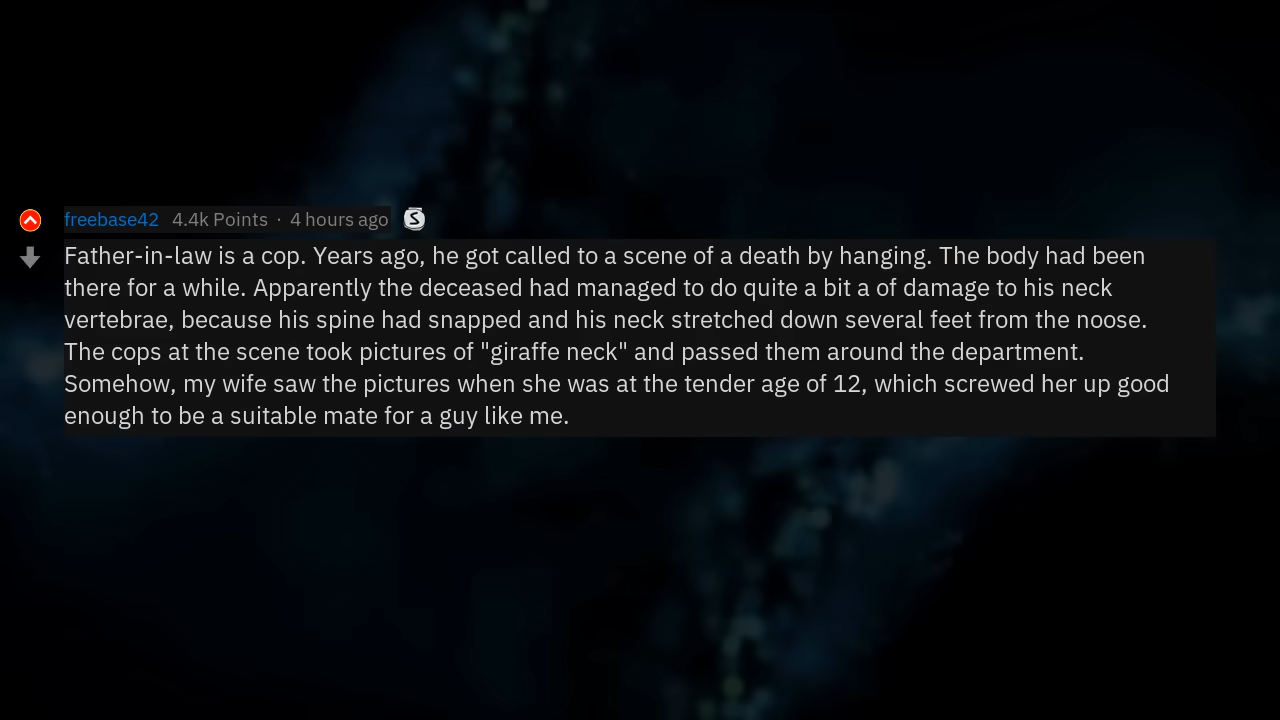 freebase42 4.4k Points · 4 hours ago S
Father-in-law is a cop. Years ago, he got called to a scene of a death by hanging. The body had been
there for a while. Apparently the deceased had managed to do quite a bit a of damage to his neck
vertebrae, because his spine had snapped and his neck stretched down several feet from the noose.
The cops at the scene took pictures of "giraffe neck" and passed them around the department.
Somehow, my wife saw the pictures when she was at the tender age of 12, which screwed her up good
enough to be a suitable mate for a guy like me.